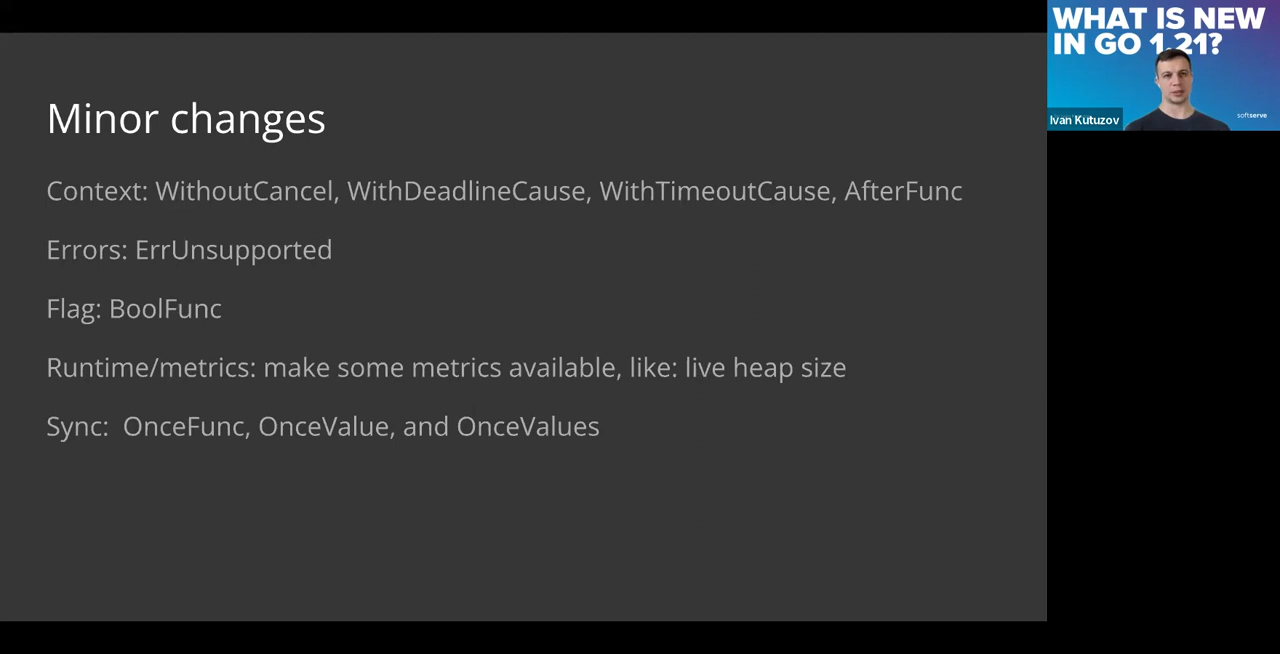 Minor changes
Context: WithoutCancel, WithDeadlineCause, WithTimeoutCause, AfterFunc
Errors: ErrUnsupported
Flag: BoolFunc
Runtime/metrics: make some metrics available, like: live heap size
Sync:  OnceFunc, OnceValue, and OnceValues
WHAT IS NEW
IN GO 1.21?
Ivan Kutuzov
softserve